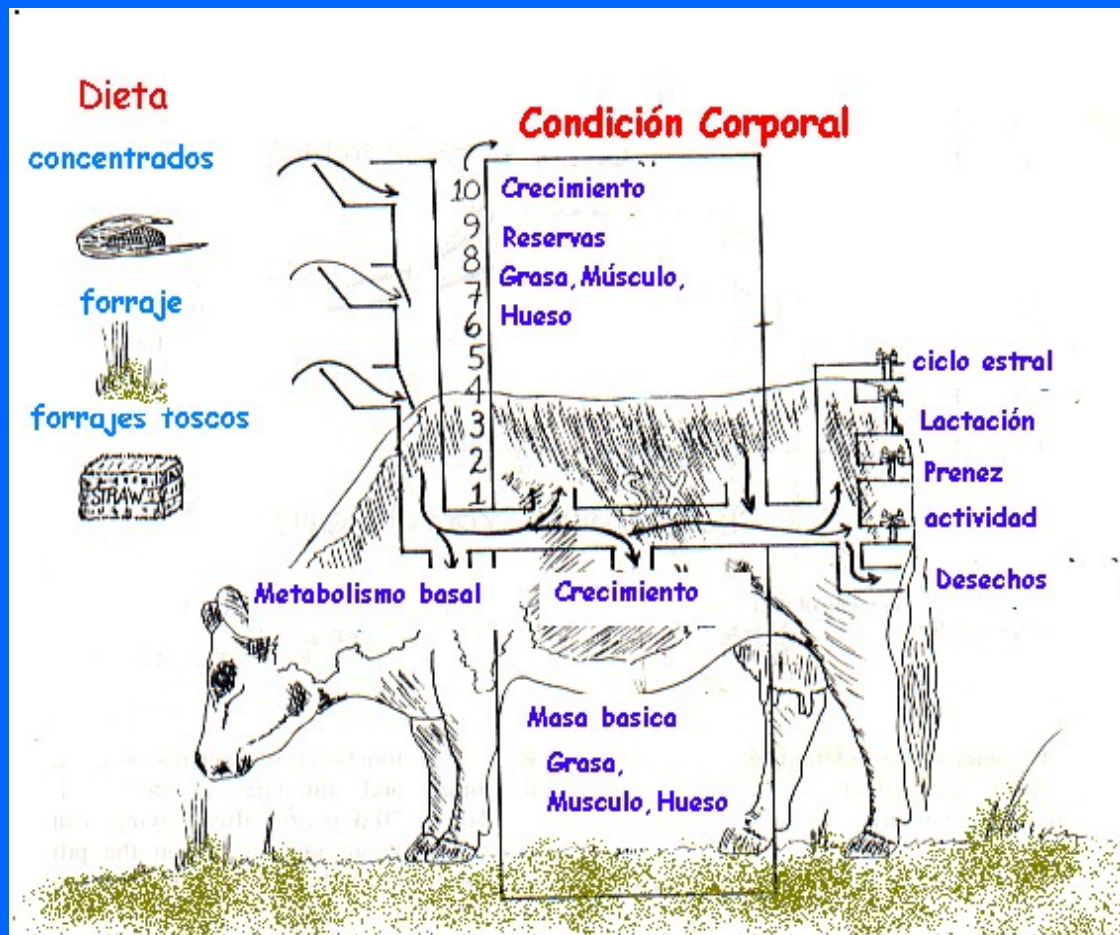 Dieta
Condición Corporal
concentrados
forraje
forrajes toscos
STRAW
10
9
8
7
6
5
4
3
2
1
Crecimiento
Reservas
Grasa, Músculo,
Hueso
ciclo estral
Lactación
Prenez
actividad
Desechos
Metabolismo basal
Crecimiento
Masa basica
Grasa,
Musculo, Hueso